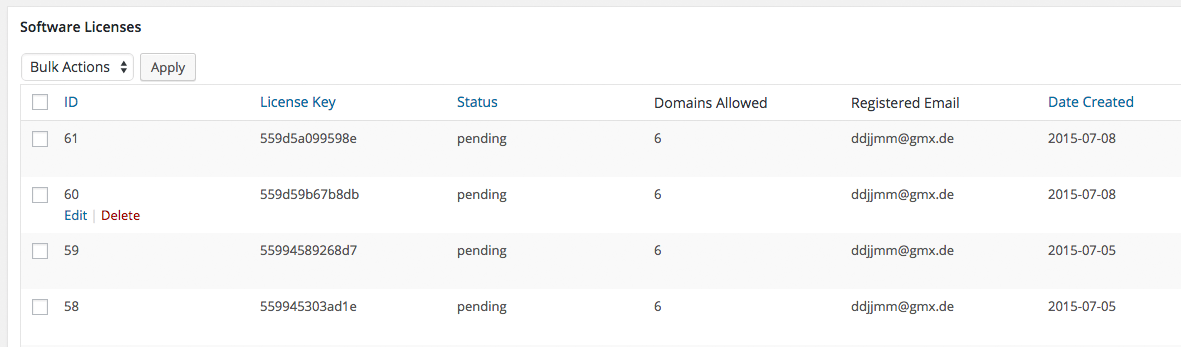 Software Licenses
Bulk Actions Apply
ID License Key Status Domains Allowed Registered Email Date Created
61 559d5a099598e pending 6 ddjjmm@gmx.de 2015-07-08
60 559d59b67b8db pending 6 ddjjmm@gmx.de 2015-07-08
Edit | Delete
59 55994589268d7 pending 6 ddjjmm@gmx.de 2015-07-05
58 559945303ad1e pending 6 ddjjmm@gmx.de 2015-07-05